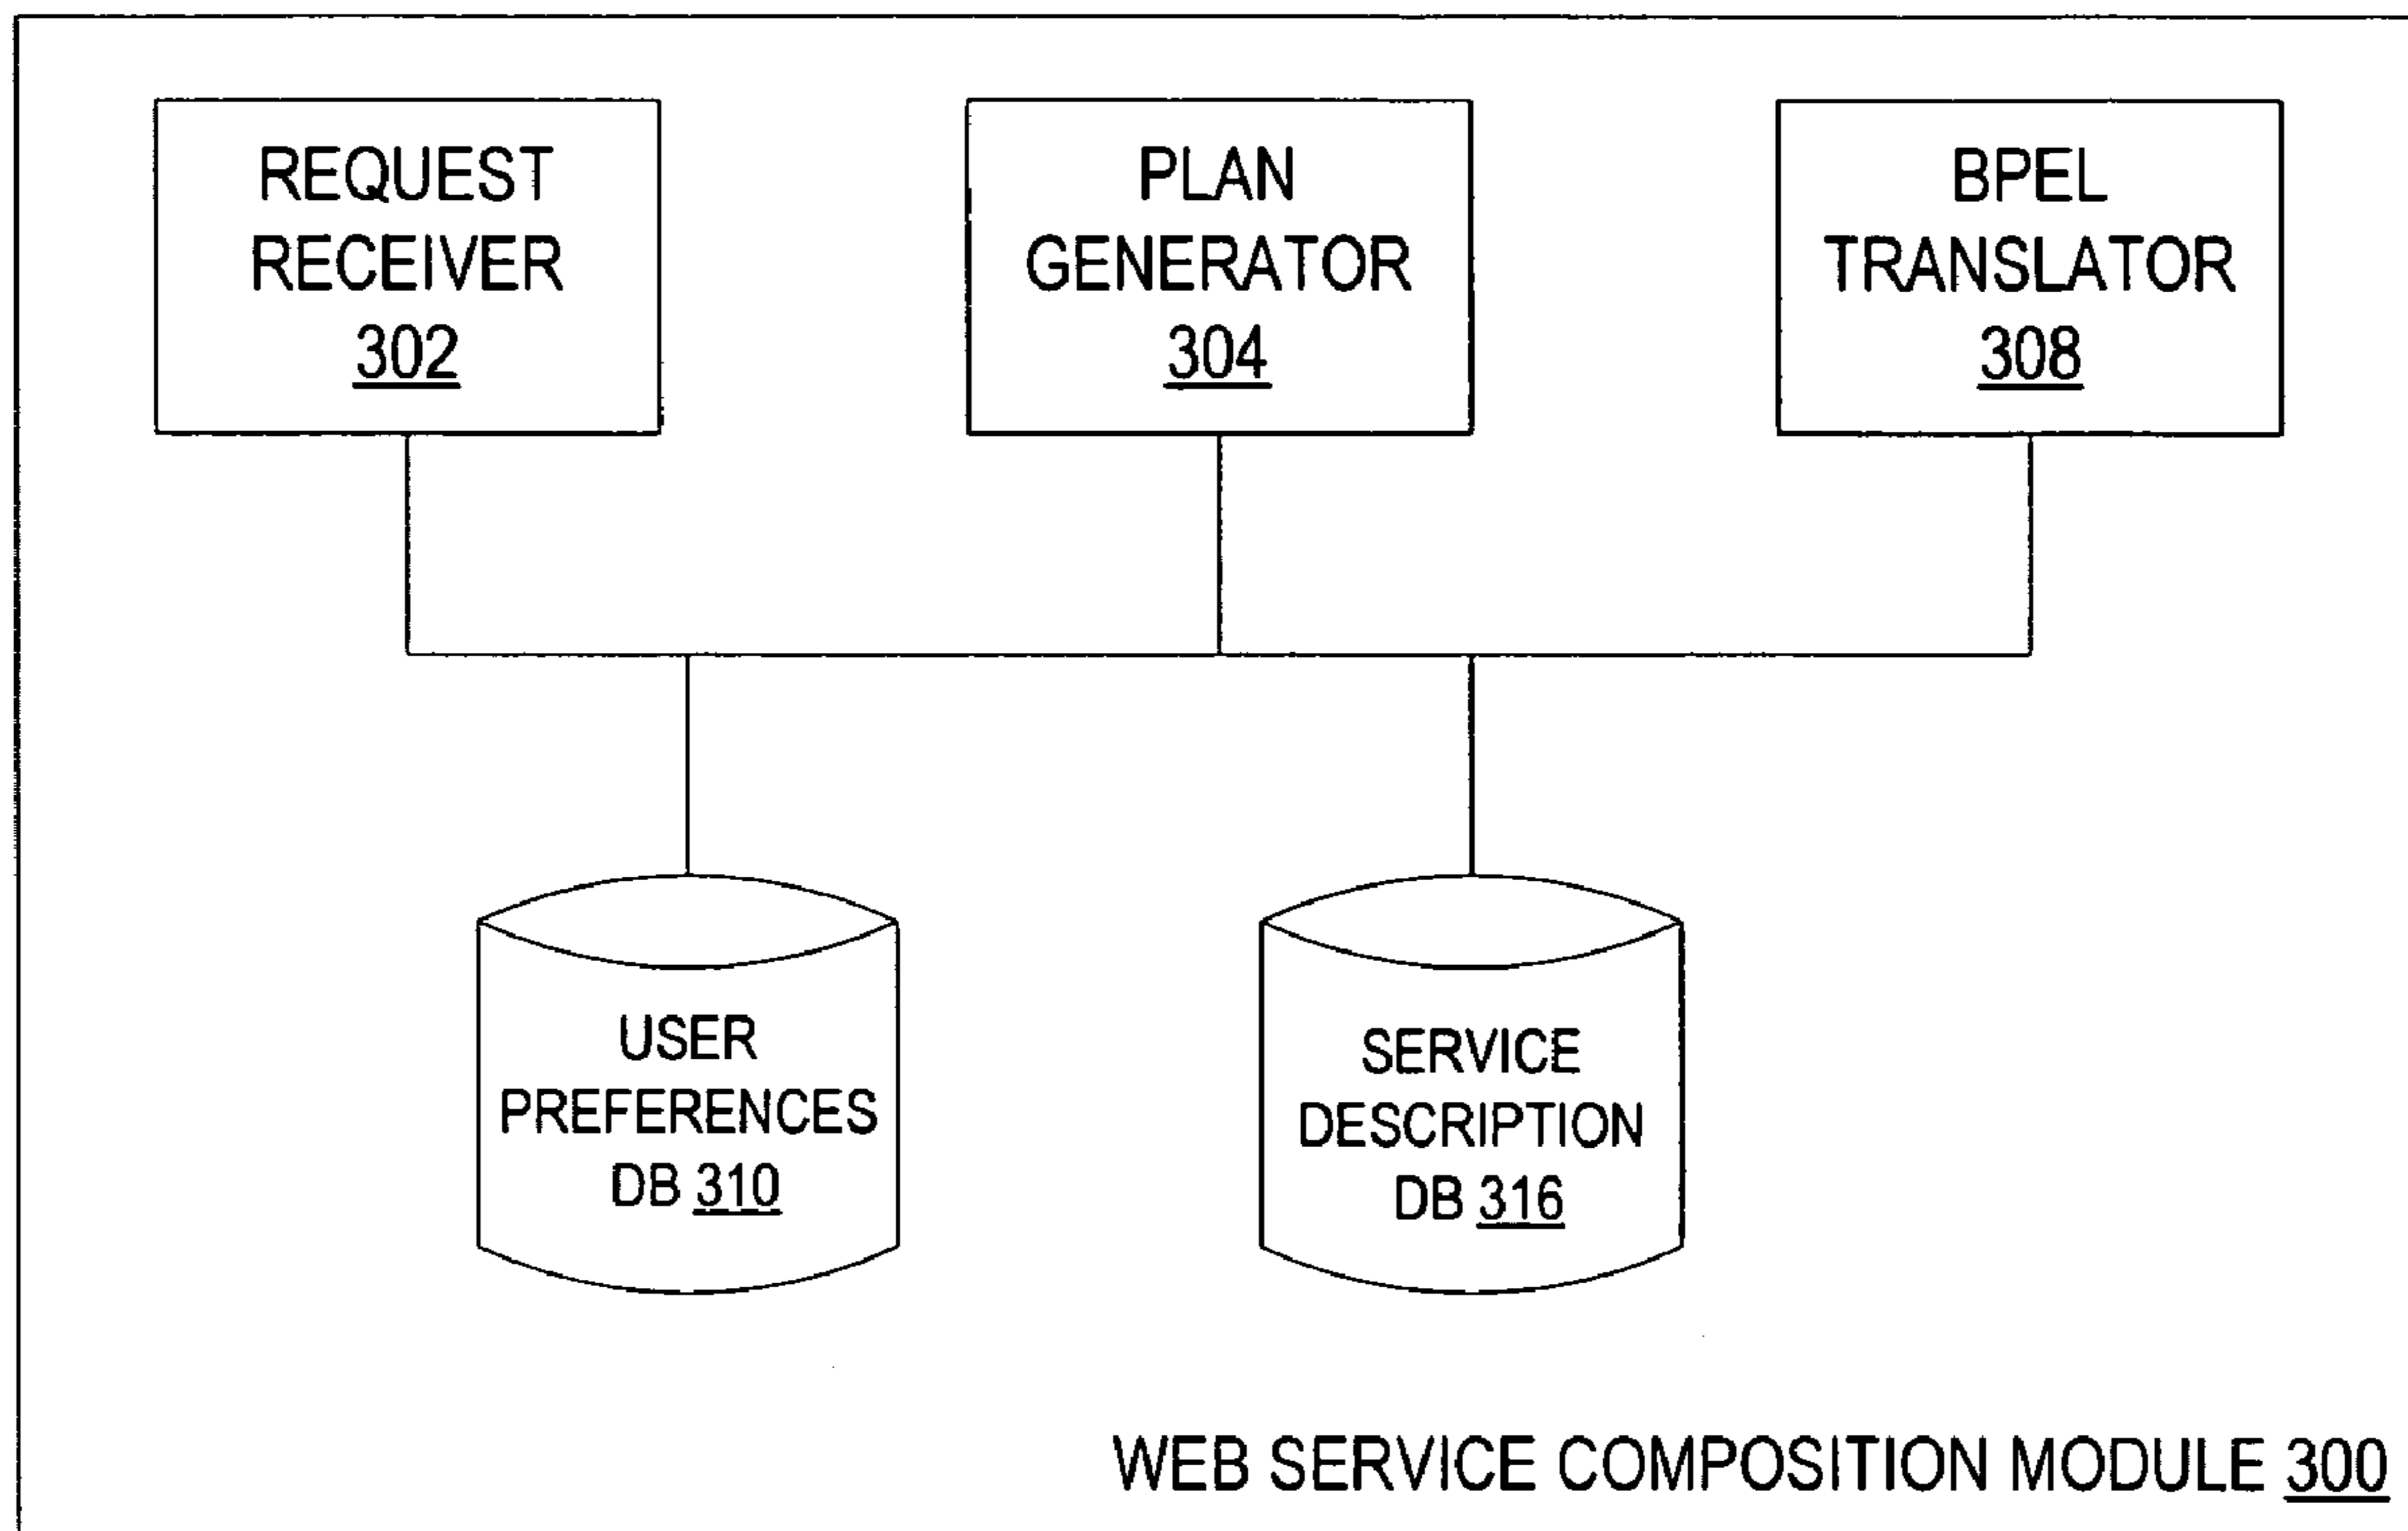 REQUEST
RECEIVER
302
PLAN
GENERATOR
304
BPEL
TRANSLATOR
308
USER
PREFERENCES
DB 310
SERVICE
DESCRIPTION
DB 316
WEB SERVICE COMPOSITION MODULE 300